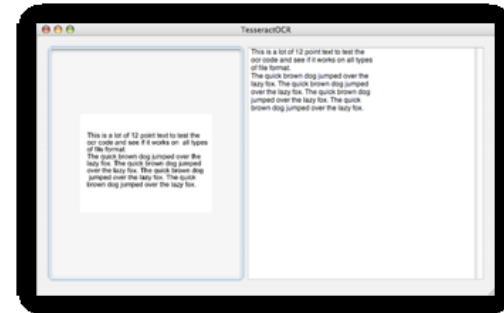 TesseractOCR
This is a lot of 12 point text to test the
ocr code and see if it works on all types
of file format.
The quick brown dog jumped over the
lazy fox. The quick brown dog jumped
over the lazy fox. The quick brown dog
jumped over the lazy fox. The quick
brown dog jumped over the lazy fox.
This is a lot of 12 point text to test the
ocr code and see if it works on all types
of file format.
The quick brown dog jumped over the
lazy fox. The quick brown dog
jumped over the lazy fox. The quick brown dog
jumped over the lazy fox. The quick
brown dog jumped over the lazy fox.